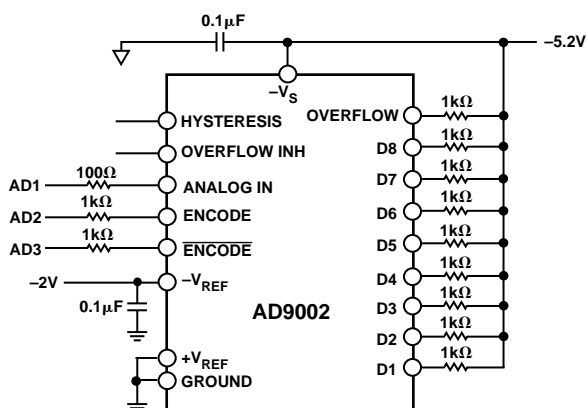 0.1µF
–5.2V
–VS
OVERFLOW
1kΩ
HYSTERESIS
D8
1kΩ
OVERFLOW INH
D7
1kΩ
AD1
100Ω
ANALOG IN
D6
1kΩ
AD2
1kΩ
ENCODE
D5
1kΩ
AD3
1kΩ
ENCODE
D4
1kΩ
–2V
–VREF
0.1µF
AD9002
D3
1kΩ
D2
1kΩ
+VREF
D1
1kΩ
GROUND